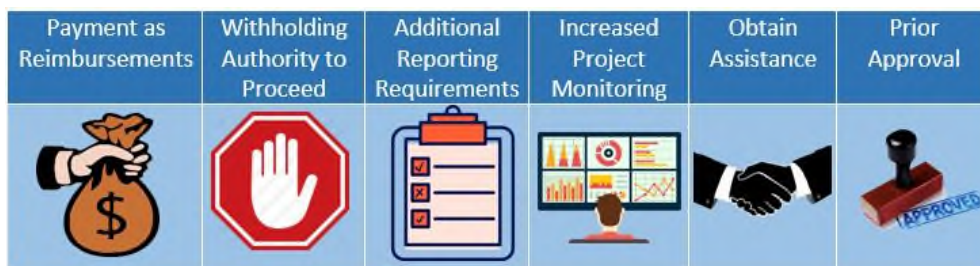 Payment as
Reimbursements
Withholding
Authority to
Proceed
Additional
Reporting
Requirements
Increased
Project
Monitoring
Obtain
Assistance
Prior
Approval
$
APPROVED